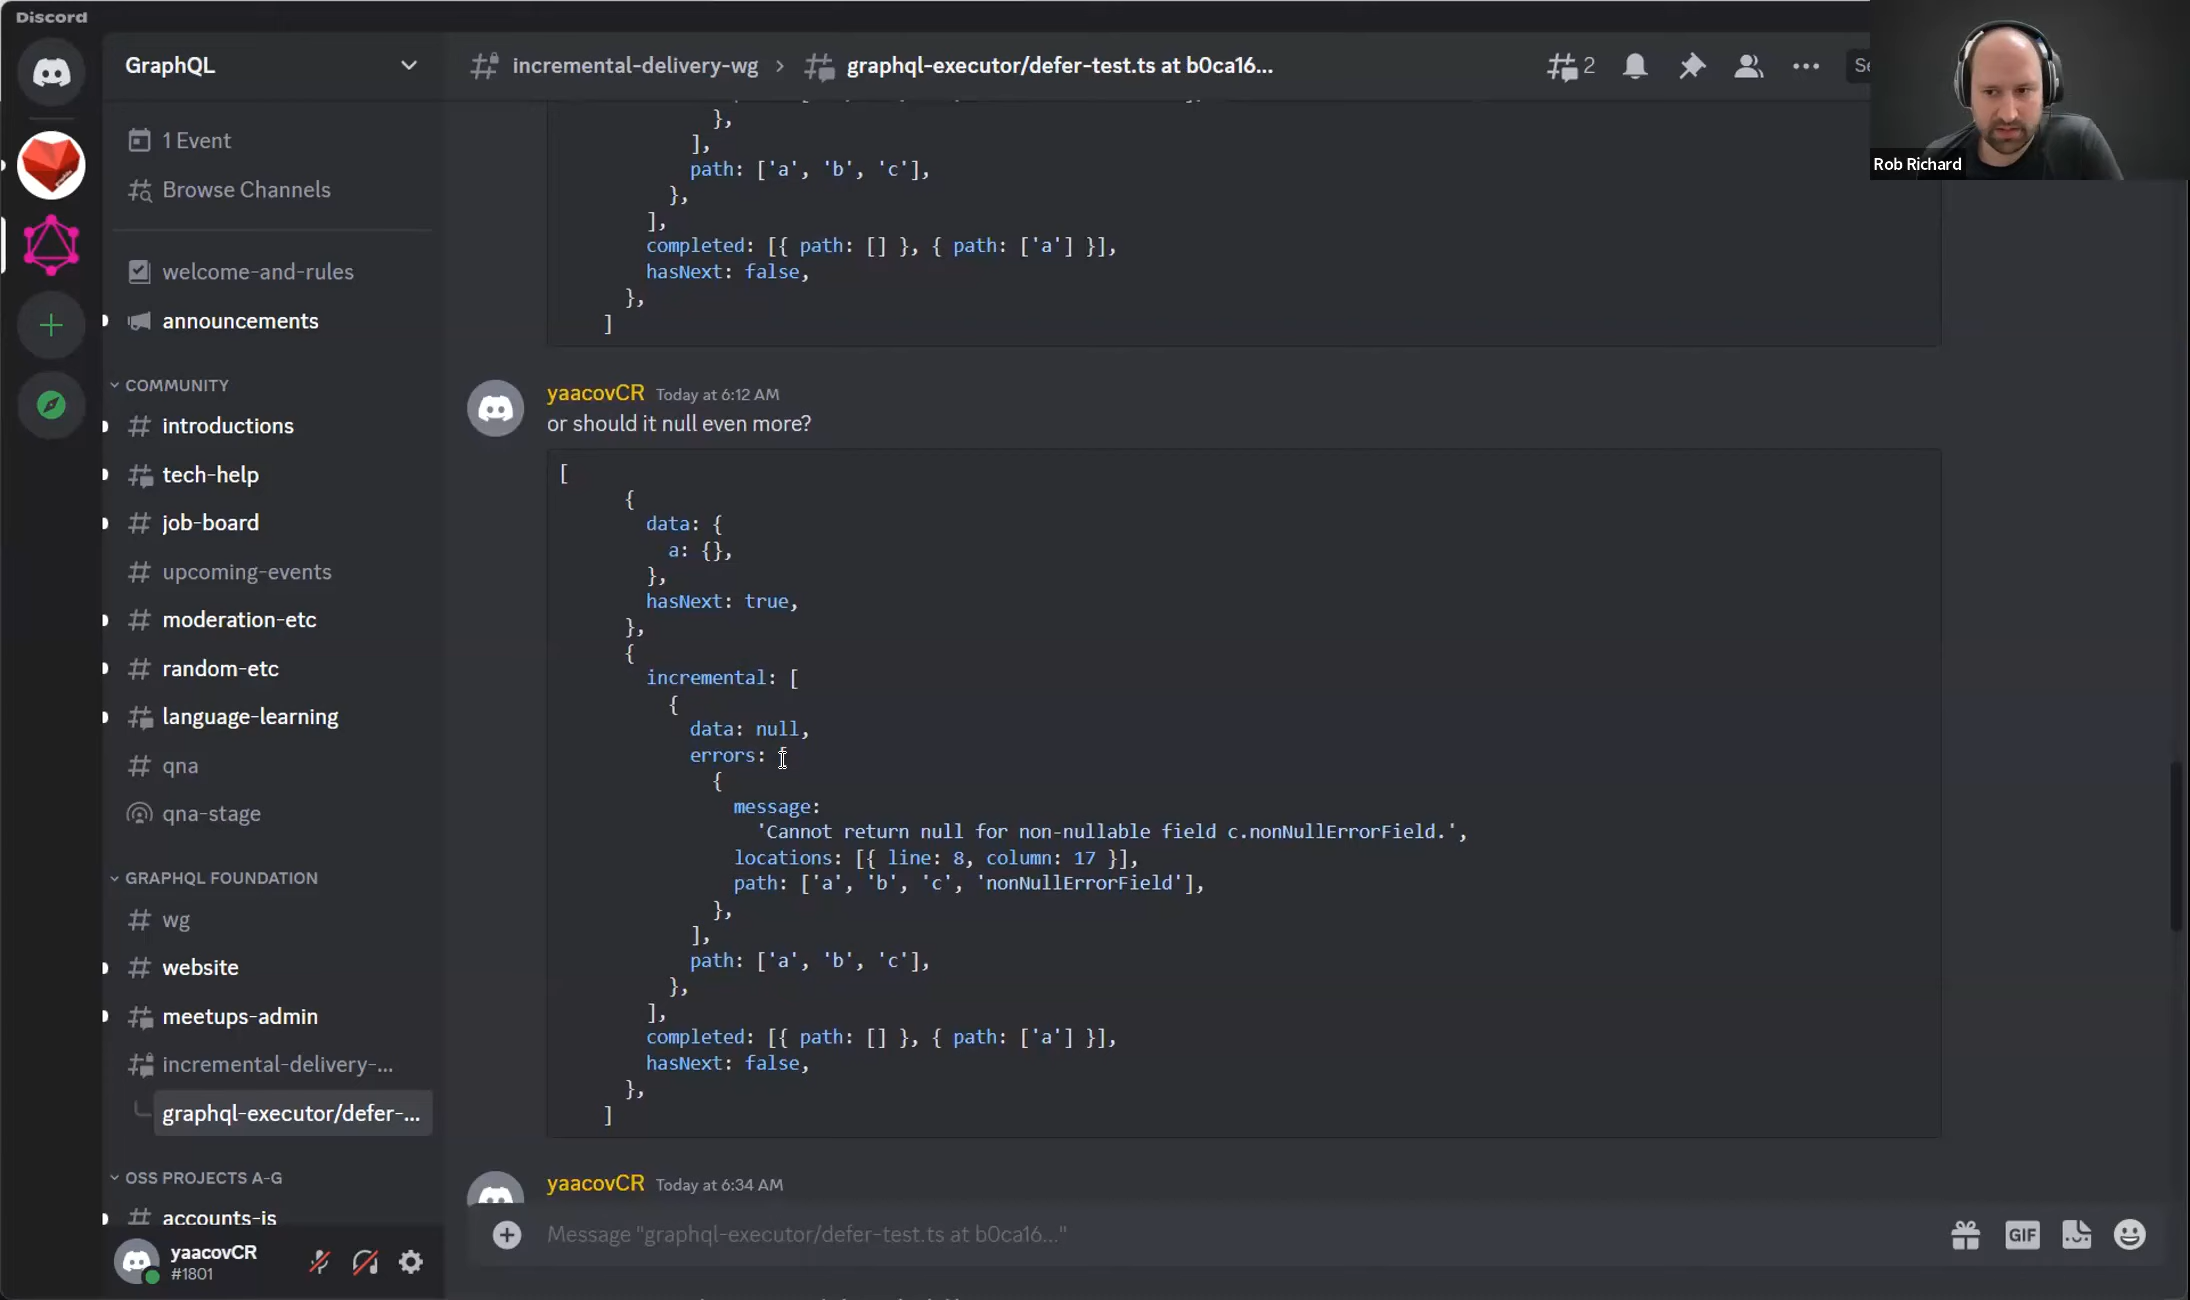 Discord
GraphQL
incremental-delivery-wg > graphql-executor/defer-test.ts at b0ca16...
2
Rob Richard
1 Event
Browse Channels
welcome-and-rules
announcements
COMMUNITY
introductions
tech-help
job-board
upcoming-events
moderation-etc
random-etc
language-learning
qna
qna-stage
GRAPHQL FOUNDATION
wg
website
meetups-admin
incremental-delivery-...
graphql-executor/defer-...
OSS PROJECTS A-G
accounts-js
yaacovCR
#1801
},
],
path: ['a', 'b', 'c'],
},
],
completed: [{ path: [] }, { path: ['a'] }],
hasNext: false,
},
]
yaacovCR Today at 6:12 AM
or should it null even more?
[
{
data: {
a: {},
},
hasNext: true,
},
{
incremental: [
{
data: null,
errors: [
{
message:
'Cannot return null for non-nullable field c.nonNullErrorField.',
locations: [{ line: 8, column: 17 }],
path: ['a', 'b', 'c', 'nonNullErrorField'],
},
],
path: ['a', 'b', 'c'],
},
],
completed: [{ path: [] }, { path: ['a'] }],
hasNext: false,
},
]
yaacovCR Today at 6:34 AM
Message "graphql-executor/defer-test.ts at b0ca16..."
GIF